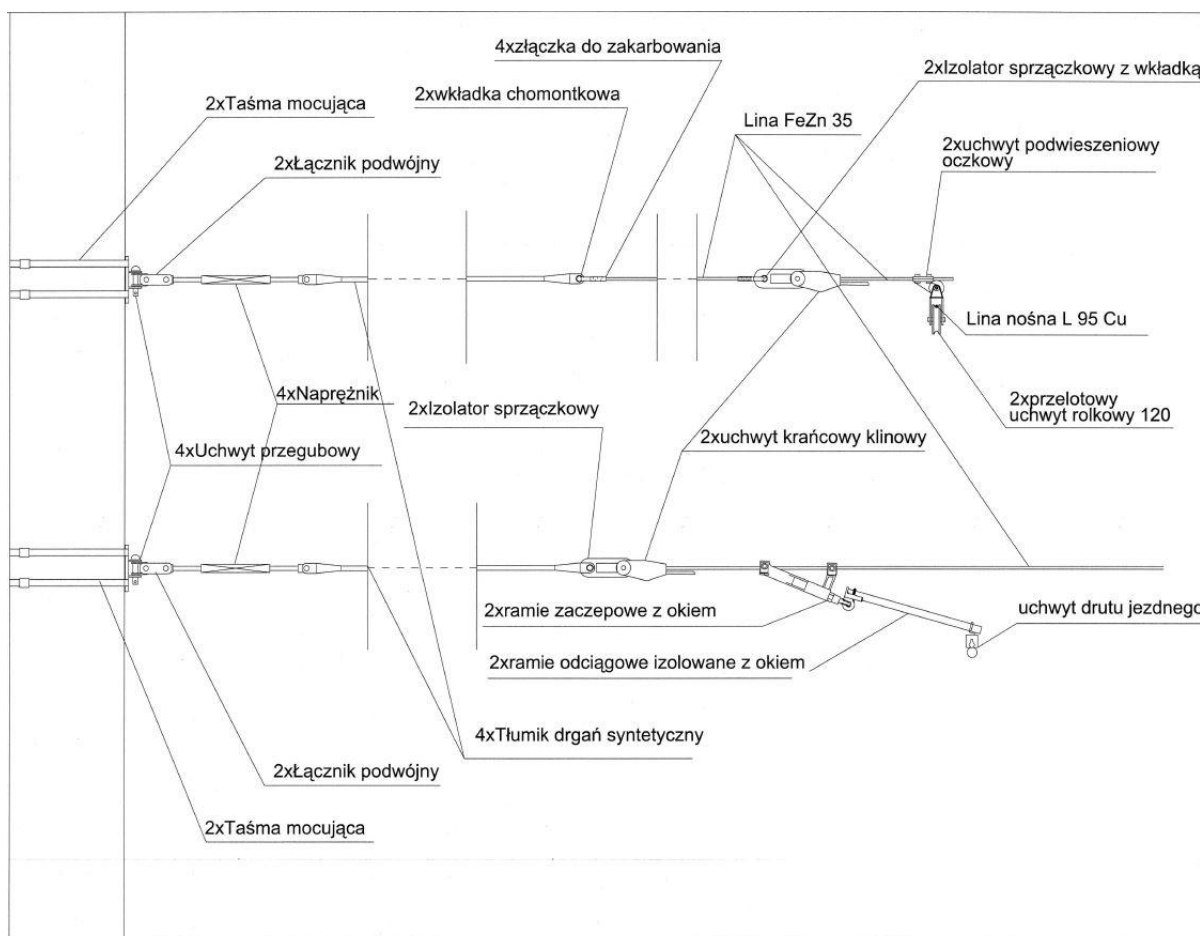 4xzłączka do zakarbowania
2xIzolator sprzączkowy z wkładką
2xwkładka chomontkowa
2xTaśma mocująca
Lina FeZn 35
2xuchwyt podwieszeniowy
oczkowy
2xŁącznik podwójny
Lina nośna L 95 Cu
4xNaprężnik
2xIzolator sprzączkowy
2xprzelotowy
uchwyt rolkowy 120
2xuchwyt krańcowy klinowy
4xUchwyt przegubowy
2xramie zaczepowe z okiem
uchwyt drutu jezdnego
2xramie odciągowe izolowane z okiem
4xTłumik drgań syntetyczny
2xŁącznik podwójny
2xTaśma mocująca